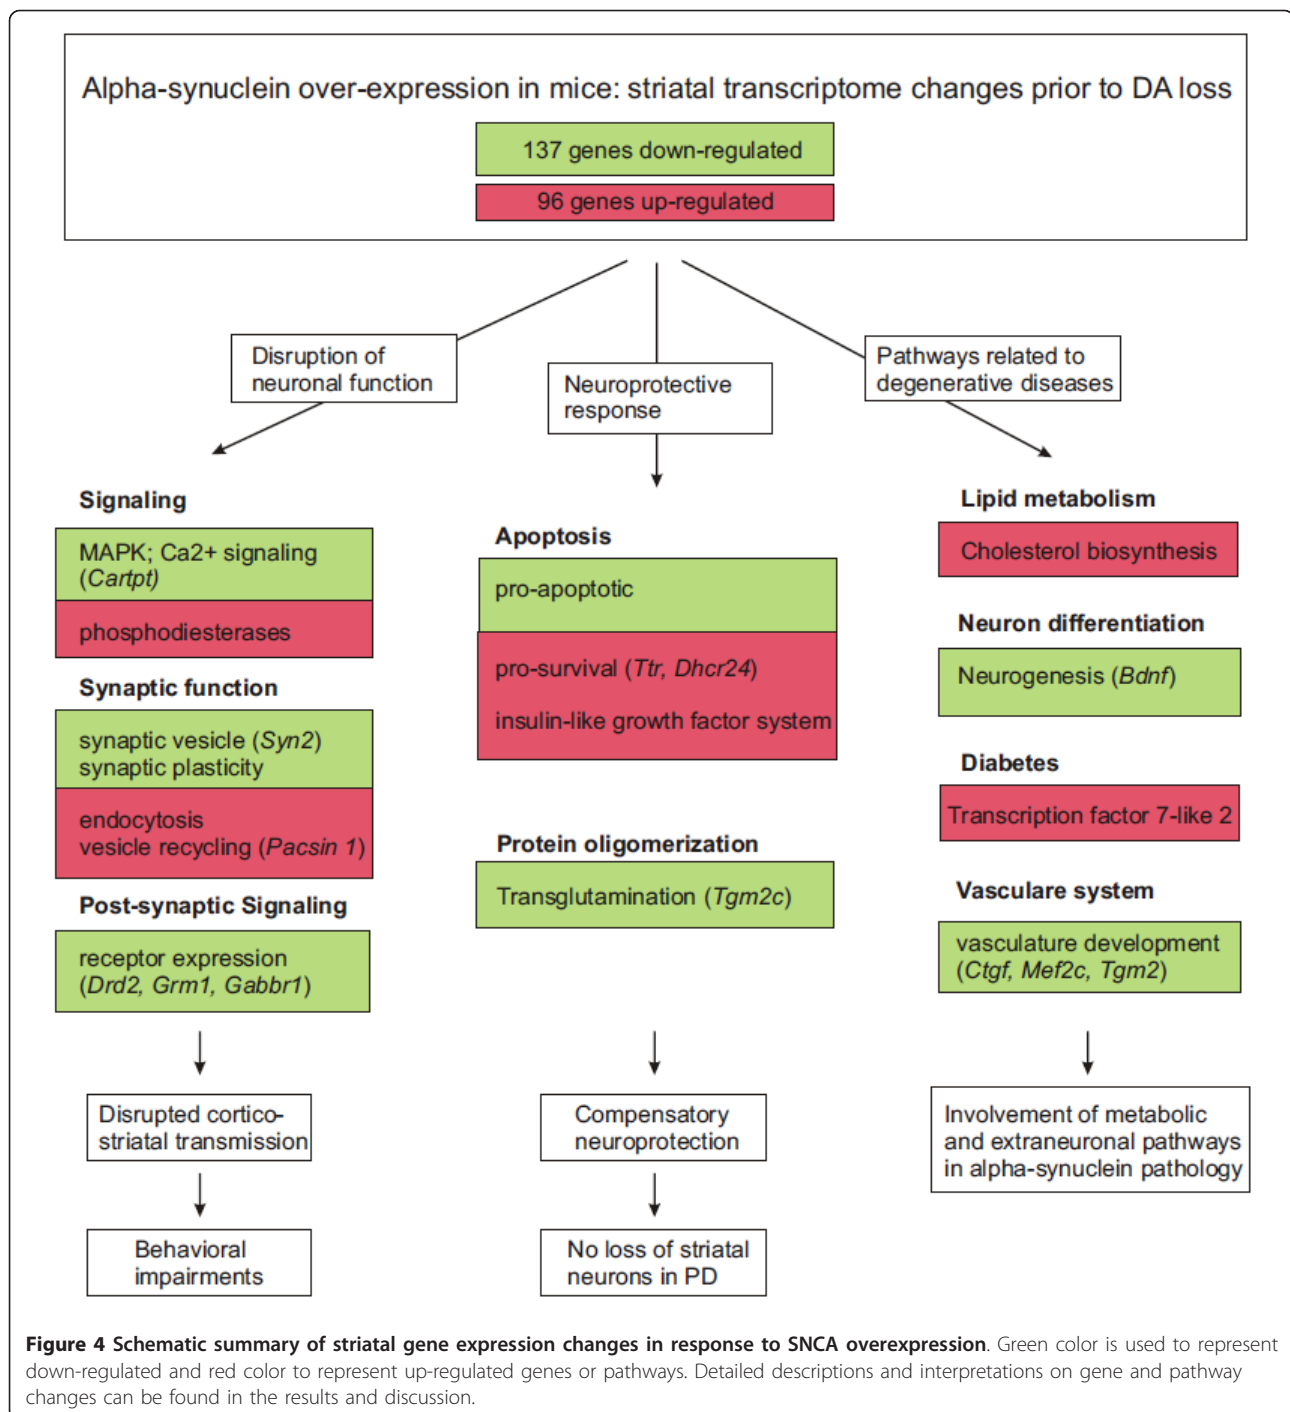 Alpha-synuclein over-expression in mice: striatal transcriptome changes prior to DA loss
137 genes down-regulated
96 genes up-regulated
Disruption of
neuronal function
Neuroprotective
response
Pathways related to
degenerative diseases
Signaling
MAPK; Ca2+ signaling
(Cartpt)
phosphodiesterases
Synaptic function
synaptic vesicle (Syn2)
synaptic plasticity
endocytosis
vesicle recycling (Pacsin 1)
Post-synaptic Signaling
receptor expression
(Drd2, Grm1, Gabbr1)
Disrupted cortico-
striatal transmission
Behavioral
impairments
Apoptosis
pro-apoptotic
pro-survival (Ttr, Dhcr24)
insulin-like growth factor system
Protein oligomerization
Transglutamination (Tgm2c)
Compensatory
neuroprotection
No loss of striatal
neurons in PD
Lipid metabolism
Cholesterol biosynthesis
Neuron differentiation
Neurogenesis (Bdnf)
Diabetes
Transcription factor 7-like 2
Vasculare system
vasculature development
(Ctgf, Mef2c, Tgm2)
Involvement of metabolic
and extraneuronal pathways
in alpha-synuclein pathology
Figure 4 Schematic summary of striatal gene expression changes in response to SNCA overexpression. Green color is used to represent
down-regulated and red color to represent up-regulated genes or pathways. Detailed descriptions and interpretations on gene and pathway
changes can be found in the results and discussion.